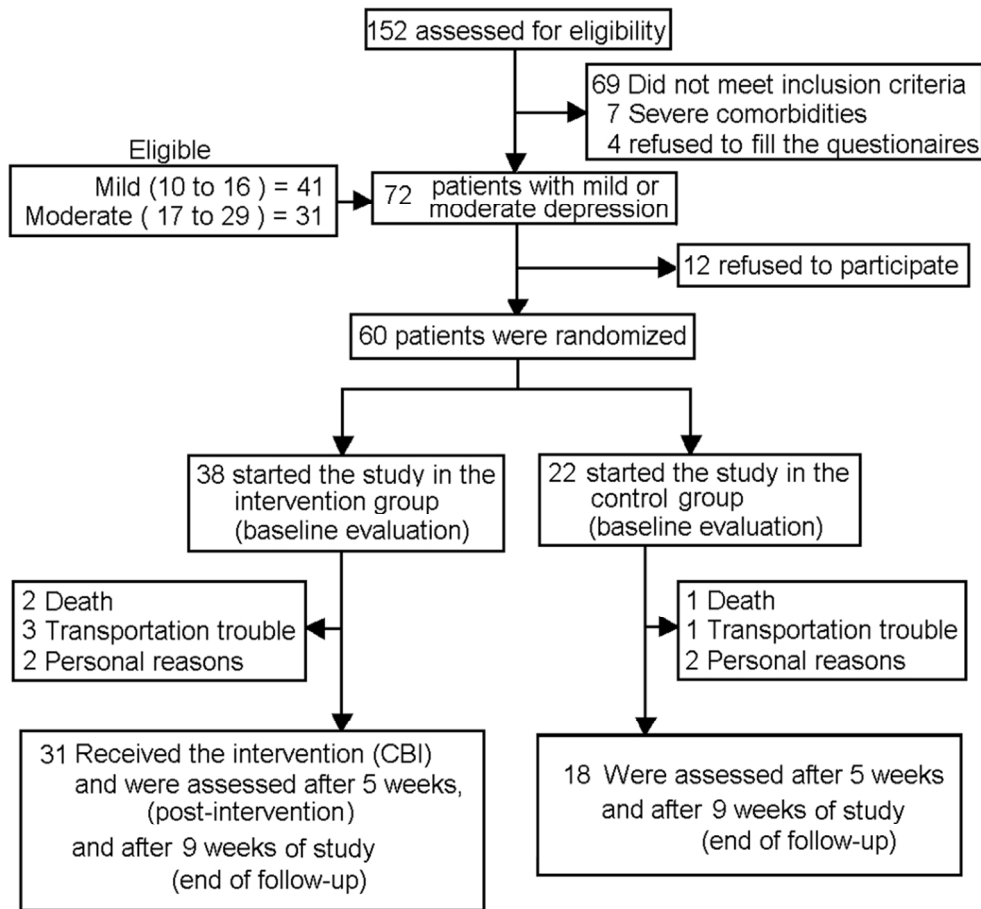 152 assessed for eligibility
69 Did not meet inclusion criteria
7 Severe comorbidities
4 refused to fill the questionaires
Eligible
Mild (10 to 16 ) = 41
Moderate ( 17 to 29 ) = 31
72 patients with mild or
moderate depression
12 refused to participate
60 patients were randomized
38 started the study in the
intervention group
(baseline evaluation)
22 started the study in the
control group
(baseline evaluation)
2 Death
3 Transportation trouble
2 Personal reasons
1 Death
1 Transportation trouble
2 Personal reasons
31 Received the intervention (CBI)
and were assessed after 5 weeks,
(post-intervention)
and after 9 weeks of study
(end of follow-up)
18 Were assessed after 5 weeks
and after 9 weeks of study
(end of follow-up)